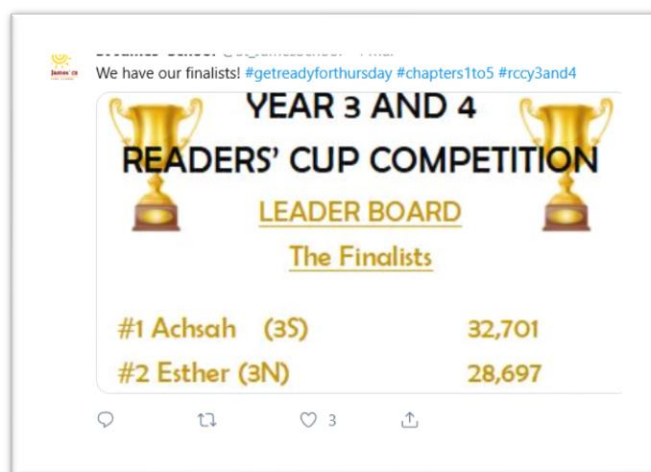 We have our finalists! #getreadyforthursday #chapters1to5 #rccy3and4
YEAR 3 AND 4
READERS' CUP COMPETITION
LEADER BOARD
The Finalists
#1 Achsah (3S) 32,701
#2 Esther (3N) 28,697
3